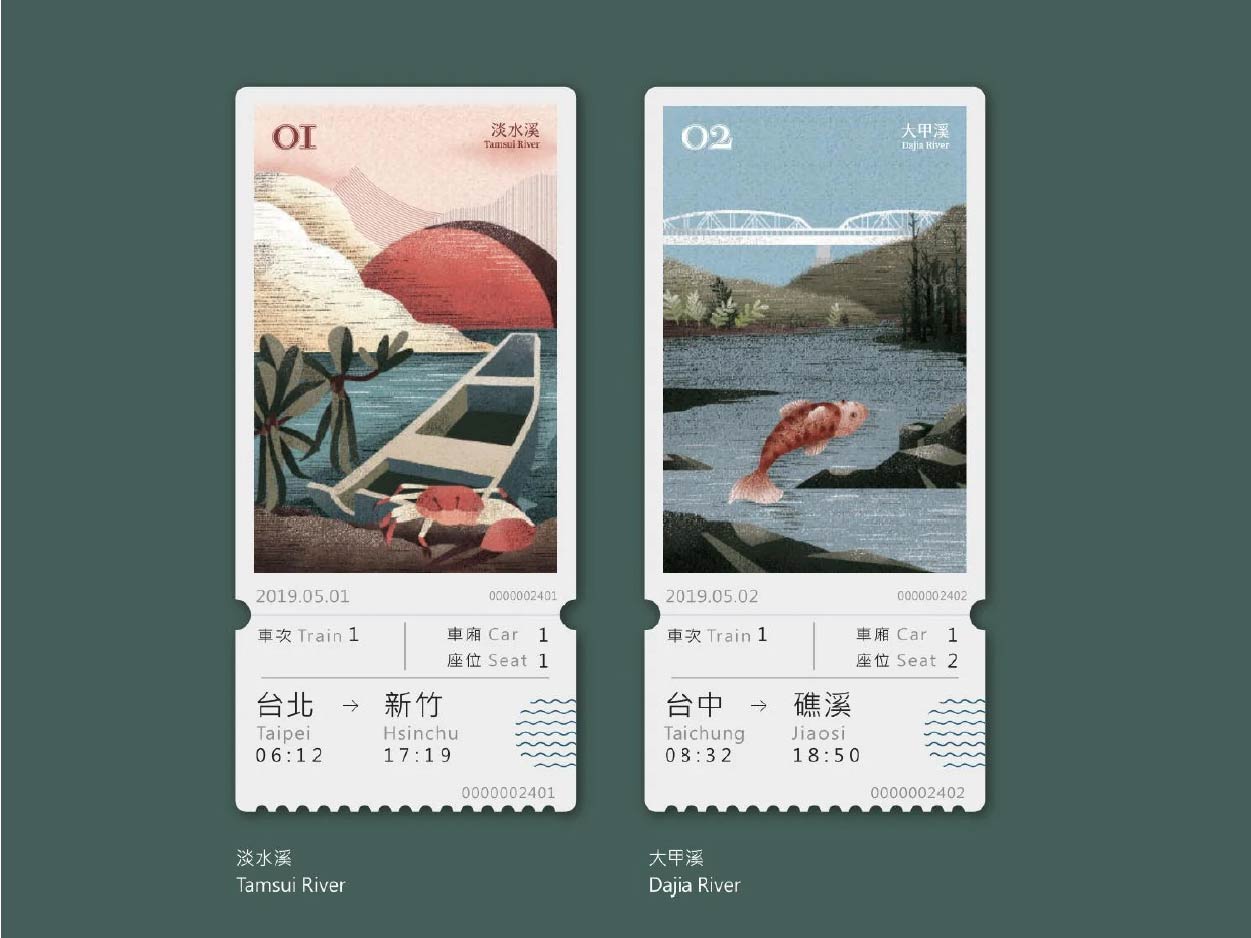 01
淡水溪
Tamsui River
2019.05.01 0000002401
車次 Train 1
車廂 Car 1
座位 Seat 1
台北 → 新竹
Taipei Hsinchu
06:12 17:19
0000002401
淡水溪
Tamsui River
02
大甲溪
Dajia River
2019.05.02 0000002402
車次 Train 1
車廂 Car 1
座位 Seat 2
台中 → 礁溪
Taichung Jiaosi
08:32 18:50
0000002402
大甲溪
Dajia River